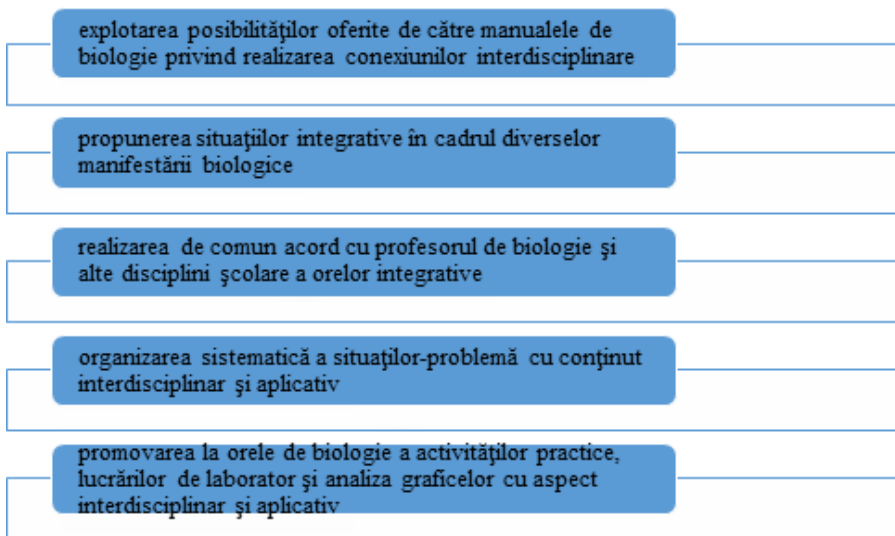 explotarea posibilităţilor oferite de către manualele de
biologie privind realizarea conexiunilor interdisciplinare
propunerea situaţiilor integrative în cadrul diverselor
manifestării biologice
realizarea de comun acord cu profesorul de biologie şi
alte disciplini şcolare a orelor integrative
organizarea sistematică a situaţilor-problemă cu conţinut
interdisciplinar şi aplicativ
promovarea la orele de biologie a activităţilor practice,
lucrărilor de laborator şi analiza graficelor cu aspect
interdisciplinar şi aplicativ